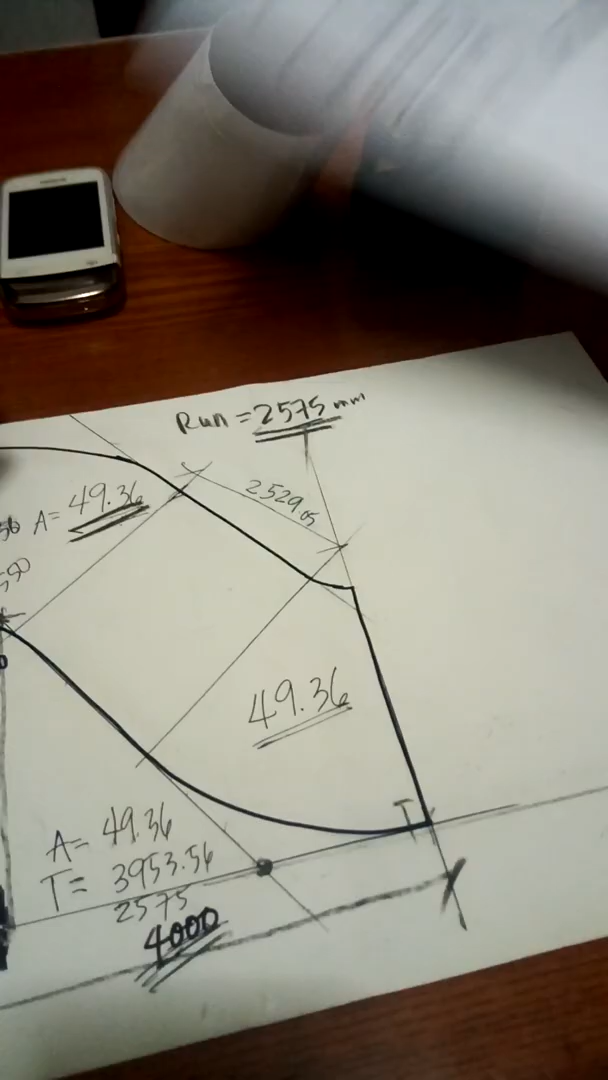 Run = 2575 mm
2529.05
A = 49.36
49.36
A = 49.36
T = 3953.56
2575
4000